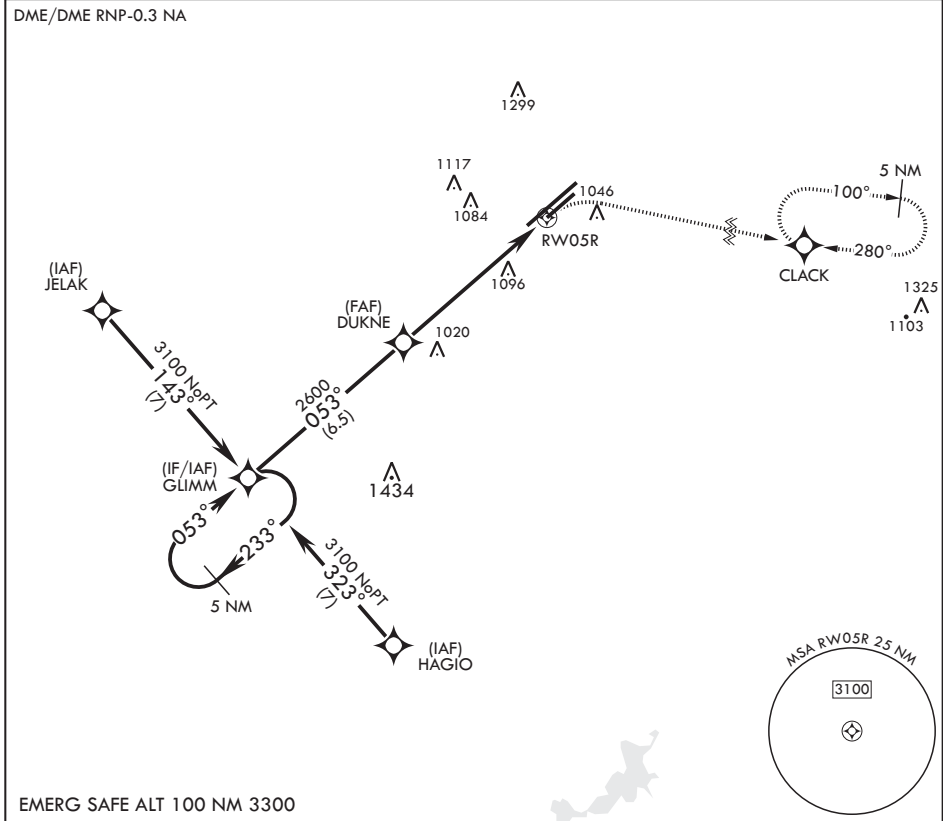 DME/DME RNP-0.3 NA
1299
1117
1084
1046
RW05R
5 NM
100°
280°
CLACK
1096
1325
1103
(IAF)
JELAK
(FAF)
DUKNE
1020
3100 NoPT
143°
(7)
2600
053°
(6.5)
(IF/IAF)
GLIMM
1434
053°
233°
5 NM
3100 NoPT
323°
(7)
(IAF)
HAGIO
MSA RW05R 25 NM
3100
EMERG SAFE ALT 100 NM 3300